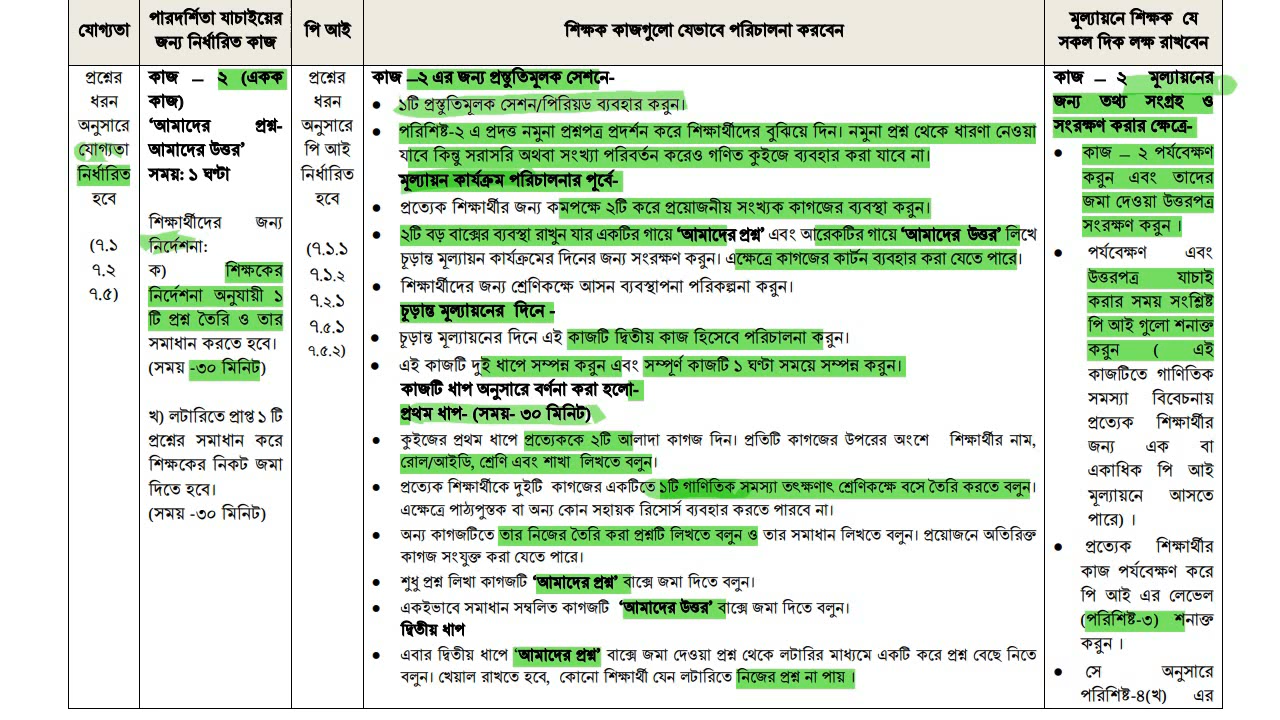 যোগ্যতা
পারদর্শিতা যাচাইয়ের
জন্য নির্ধারিত কাজ
পি আই
শিক্ষক কাজগুলো যেভাবে পরিচালনা করবেন
মূল্যায়নে শিক্ষক যে
সকল দিক লক্ষ রাখবেন
প্রশ্নের
ধরন
অনুসারে
যোগ্যতা
নির্ধারিত
হবে
(৭.১
৭.২
৭.৫)
কাজ – ২ (একক
কাজ)
‘আমাদের প্রশ্ন-
আমাদের উত্তর’
সময়: ১ ঘণ্টা
শিক্ষার্থীদের জন্য
নির্দেশনা:
ক) শিক্ষকের
নির্দেশনা অনুযায়ী ১
টি প্রশ্ন তৈরি ও তার
সমাধান করতে হবে।
(সময় -৩০ মিনিট)
খ) লটারিতে প্রাপ্ত ১ টি
প্রশ্নের সমাধান করে
শিক্ষকের নিকট জমা
দিতে হবে।
(সময় -৩০ মিনিট)
প্রশ্নের
ধরন
অনুসারে
পি আই
নির্ধারিত
হবে
(৭.১.১
৭.১.২
৭.২.১
৭.৫.১
৭.৫.২)
কাজ –২ এর জন্য প্রস্তুতিমূলক সেশনে-
● ১টি প্রস্তুতিমূলক সেশন/পিরিয়ড ব্যবহার করুন।
● পরিশিষ্ট-২ এ প্রদত্ত নমুনা প্রশ্নপত্র প্রদর্শন করে শিক্ষার্থীদের বুঝিয়ে দিন। নমুনা প্রশ্ন থেকে ধারণা নেওয়া
যাবে কিন্তু সরাসরি অথবা সংখ্যা পরিবর্তন করেও গণিত কুইজে ব্যবহার করা যাবে না।
মূল্যায়ন কার্যক্রম পরিচালনার পূর্বে-
● প্রত্যেক শিক্ষার্থীর জন্য কমপক্ষে ২টি করে প্রয়োজনীয় সংখ্যক কাগজের ব্যবস্থা করুন।
● ২টি বড় বাক্সের ব্যবস্থা রাখুন যার একটির গায়ে ‘আমাদের প্রশ্ন’ এবং আরেকটির গায়ে ‘আমাদের উত্তর’ লিখে
চূড়ান্ত মূল্যায়ন কার্যক্রমের দিনের জন্য সংরক্ষণ করুন। এক্ষেত্রে কাগজের কার্টন ব্যবহার করা যেতে পারে।
● শিক্ষার্থীদের জন্য শ্রেণিকক্ষে আসন ব্যবস্থাপনা পরিকল্পনা করুন।
চূড়ান্ত মূল্যায়নের দিনে -
● চূড়ান্ত মূল্যায়নের দিনে এই কাজটি দ্বিতীয় কাজ হিসেবে পরিচালনা করুন।
● এই কাজটি দুই ধাপে সম্পন্ন করুন এবং সম্পূর্ণ কাজটি ১ ঘণ্টা সময়ে সম্পন্ন করুন।
কাজটি ধাপ অনুসারে বর্ণনা করা হলো-
প্রথম ধাপ- (সময়- ৩০ মিনিট)
● কুইজের প্রথম ধাপে প্রত্যেককে ২টি আলাদা কাগজ দিন। প্রতিটি কাগজের উপরের অংশে শিক্ষার্থীর নাম,
রোল/আইডি, শ্রেণি এবং শাখা লিখতে বলুন।
● প্রত্যেক শিক্ষার্থীকে দুইটি কাগজের একটিতে ১টি গাণিতিক সমস্যা তৎক্ষণাৎ শ্রেণিকক্ষে বসে তৈরি করতে বলুন।
এক্ষেত্রে পাঠ্যপুস্তক বা অন্য কোন সহায়ক রিসোর্স ব্যবহার করতে পারবে না।
● অন্য কাগজটিতে তার নিজের তৈরি করা প্রশ্নটি লিখতে বলুন ও তার সমাধান লিখতে বলুন। প্রয়োজনে অতিরিক্ত
কাগজ সংযুক্ত করা যেতে পারে।
● শুধু প্রশ্ন লিখা কাগজটি ‘আমাদের প্রশ্ন’ বাক্সে জমা দিতে বলুন।
● একইভাবে সমাধান সম্বলিত কাগজটি ‘আমাদের উত্তর’ বাক্সে জমা দিতে বলুন।
দ্বিতীয় ধাপ
● এবার দ্বিতীয় ধাপে ‘আমাদের প্রশ্ন’ বাক্সে জমা দেওয়া প্রশ্ন থেকে লটারির মাধ্যমে একটি করে প্রশ্ন বেছে নিতে
বলুন। খেয়াল রাখতে হবে, কোনো শিক্ষার্থী যেন লটারিতে নিজের প্রশ্ন না পায় ।
কাজ – ২ মূল্যায়নের
জন্য তথ্য সংগ্রহ ও
সংরক্ষণ করার ক্ষেত্রে-
● কাজ – ২ পর্যবেক্ষণ
করুন এবং তাদের
জমা দেওয়া উত্তরপত্র
সংরক্ষণ করুন ।
● পর্যবেক্ষণ এবং
উত্তরপত্র যাচাই
করার সময় সংশ্লিষ্ট
পি আই গুলো শনাক্ত
করুন ( এই
কাজটিতে গাণিতিক
সমস্যা বিবেচনায়
প্রত্যেক শিক্ষার্থীর
জন্য এক বা
একাধিক পি আই
মূল্যায়নে আসতে
পারে) ।
● প্রত্যেক শিক্ষার্থীর
কাজ পর্যবেক্ষণ করে
পি আই এর লেভেল
(পরিশিষ্ট-৩) শনাক্ত
করুন ।
● সে অনুসারে
পরিশিষ্ট-4(খ) এর